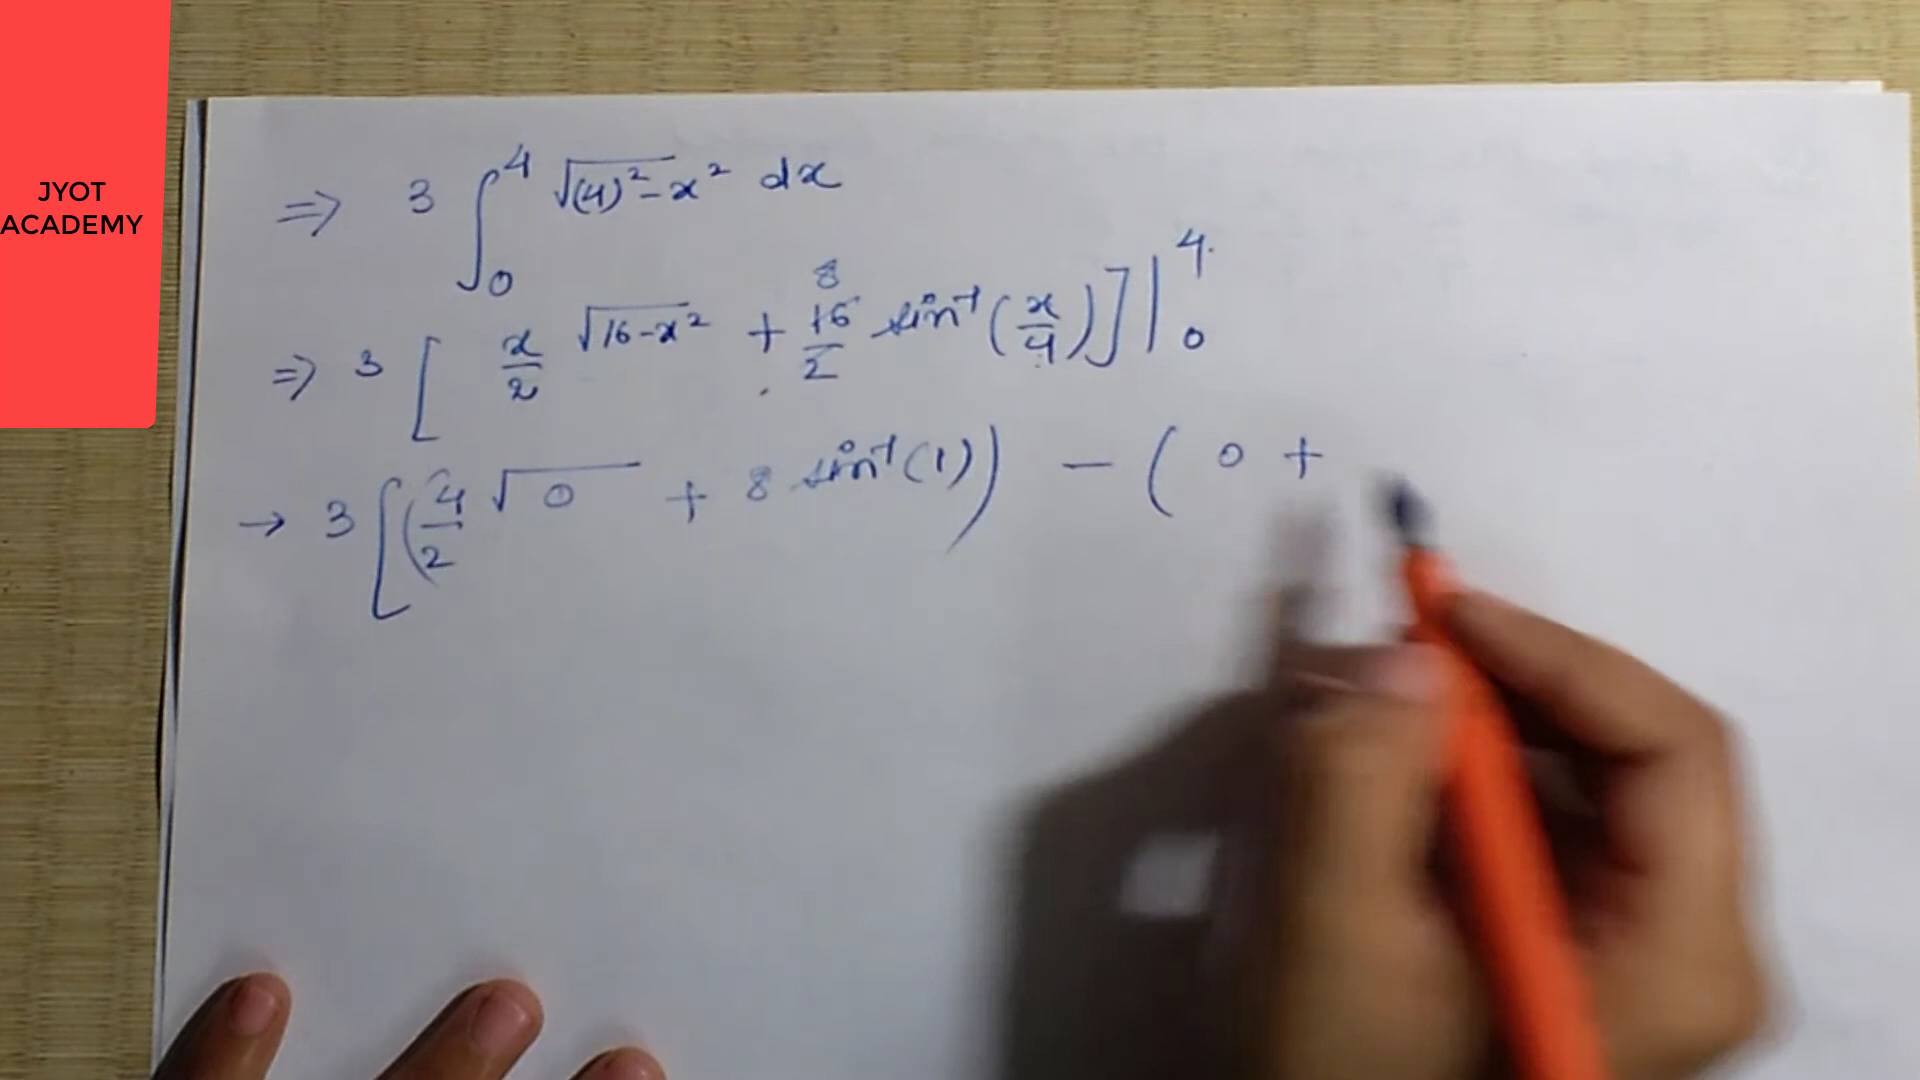 JYOT
ACADEMY
⇒ 3 ∫₀⁴ √(4)² - x² dx
⇒ 3 [ x/2 √16-x² + 16/2 8 sin⁻¹ (x/4) ] |₀⁴
→ 3 [ ( 4/2 √0 + 8 sin⁻¹ (1) ) - ( 0 +